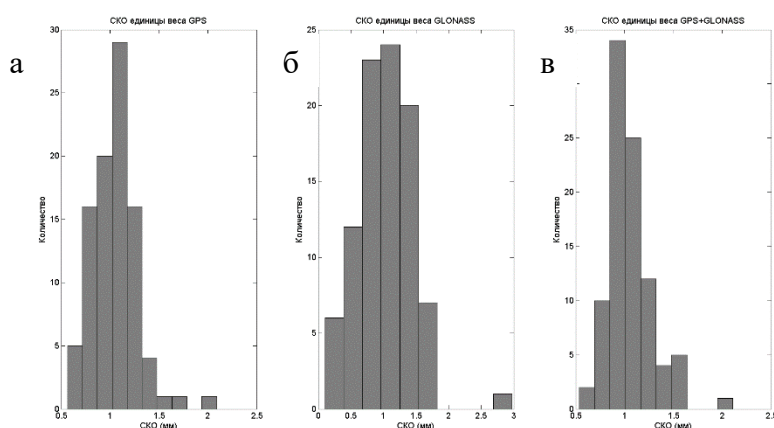 СКО единицы веса GPS
СКО единицы веса GLONASS
СКО единицы веса GPS+GLONASS
а
б
в
30
25
20
15
10
5
0
Количество
0.5 1 1.5 2 2.5
СКО (мм)
25
20
15
10
5
0
Количество
0 0.5 1 1.5 2 2.5 3
СКО (мм)
35
30
25
20
15
10
5
0
Количество
0.5 1 1.5 2 2.5
СКО (мм)